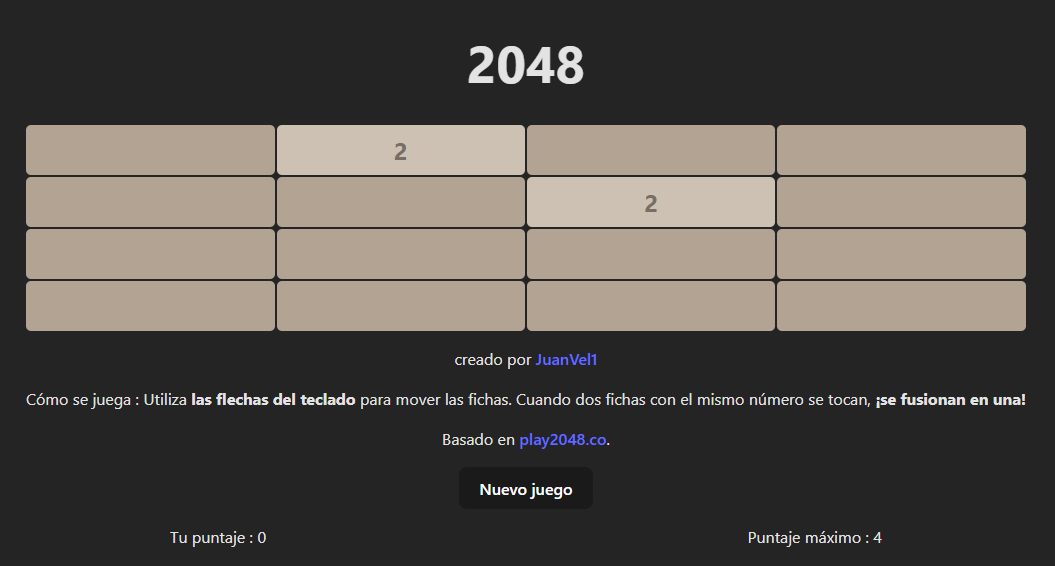 2048
2
2
creado por JuanVel1
Cómo se juega : Utiliza las flechas del teclado para mover las fichas. Cuando dos fichas con el mismo número se tocan, ¡se fusionan en una!
Basado en play2048.co.
Nuevo juego
Tu puntaje : 0
Puntaje máximo : 4